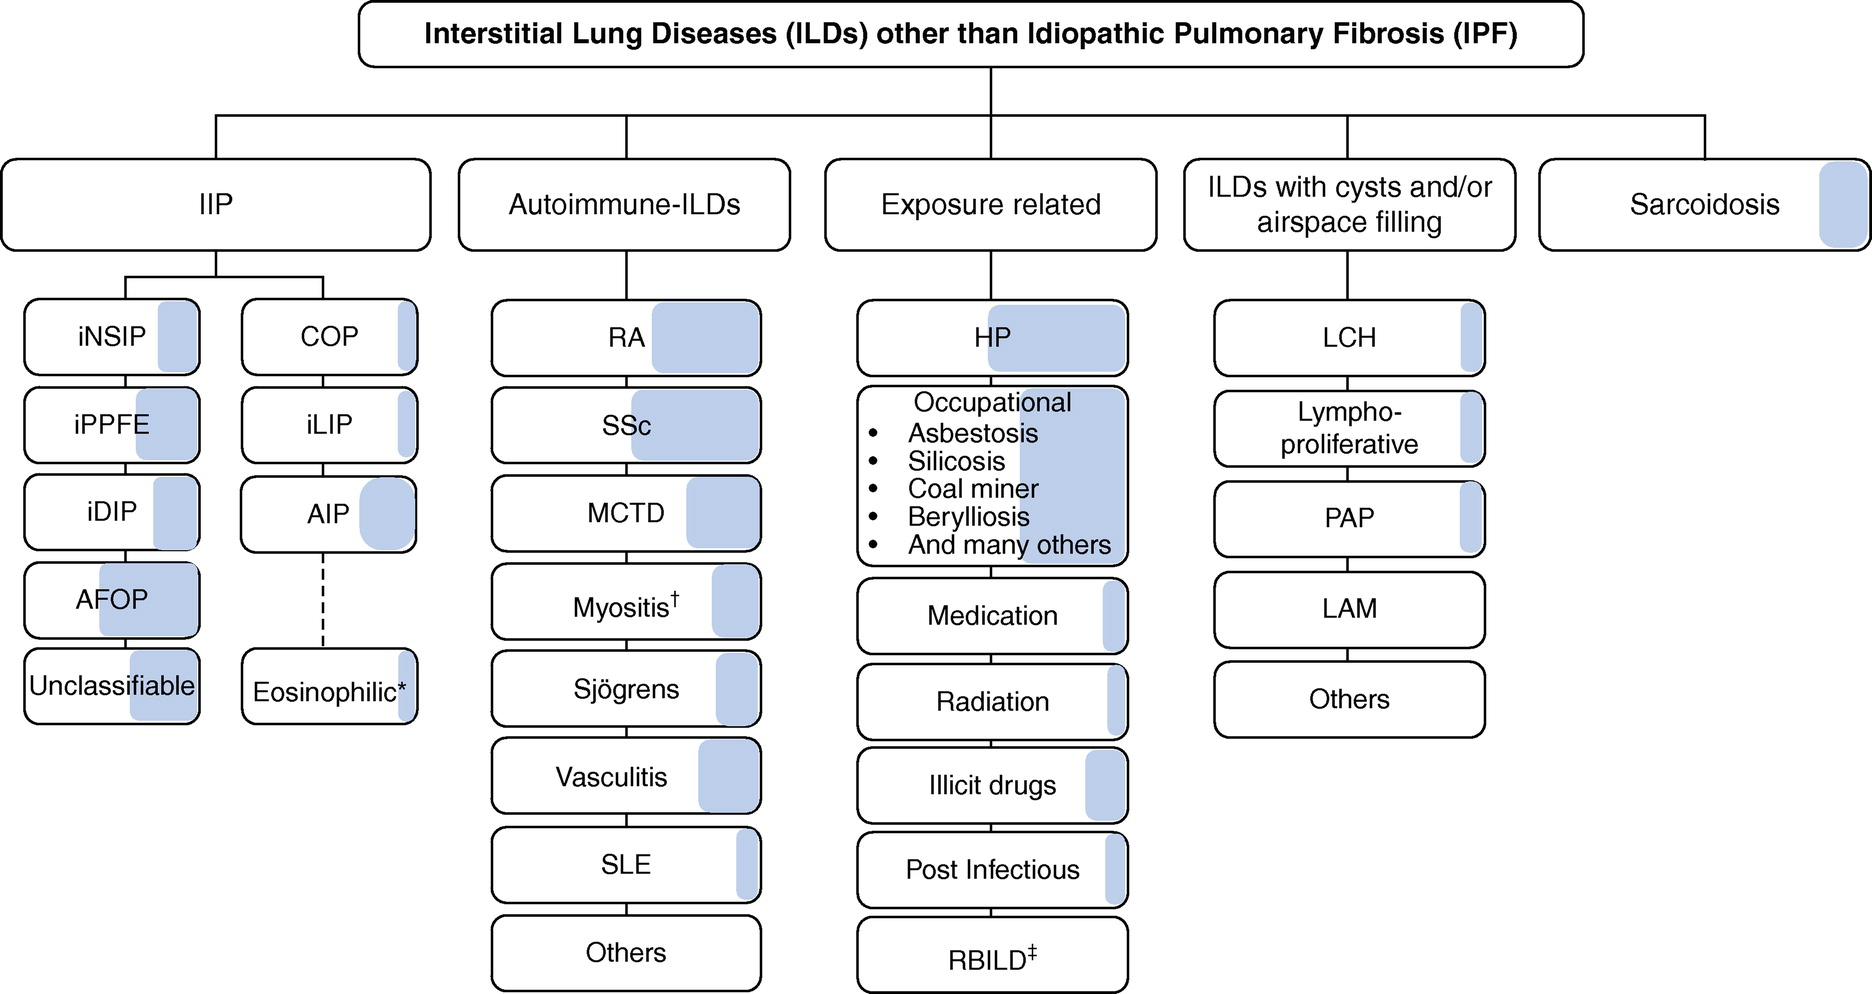 Interstitial Lung Diseases (ILDs) other than Idiopathic Pulmonary Fibrosis (IPF)
IIP
Autoimmune-ILDs
Exposure related
ILDs with cysts and/or
airspace filling
Sarcoidosis
iNSIP
iPPFE
iDIP
AFOP
Unclassifiable
COP
iLIP
AIP
Eosinophilic*
RA
SSc
MCTD
Myositis†
Sjögrens
Vasculitis
SLE
Others
HP
Occupational
• Asbestosis
• Silicosis
• Coal miner
• Berylliosis
• And many others
Medication
Radiation
Illicit drugs
Post Infectious
RBILD‡
LCH
Lympho-
proliferative
PAP
LAM
Others